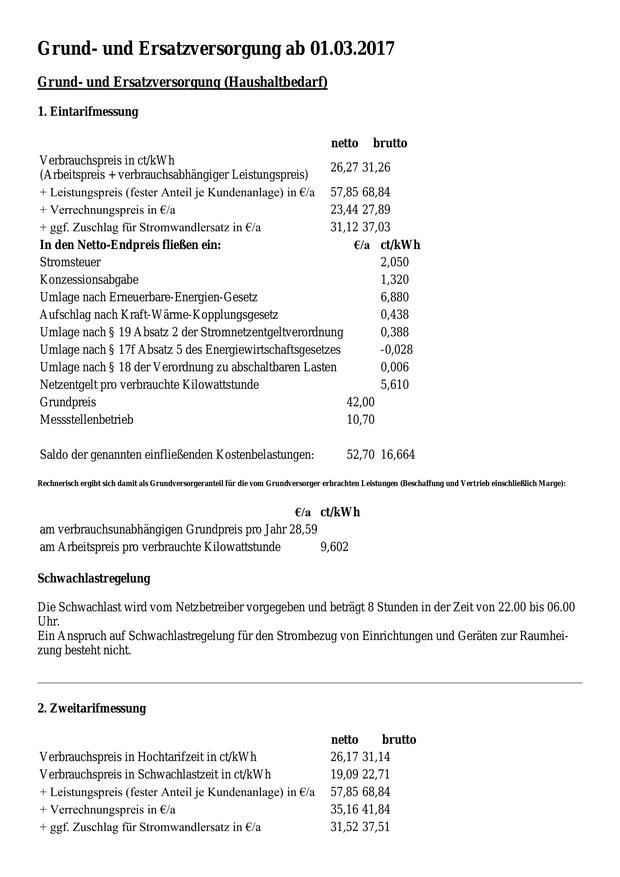 Grund- und Ersatzversorgung ab 01.03.2017
Grund- und Ersatzversorgung (Haushaltbedarf)
1. Eintarifmessung
netto brutto
Verbrauchspreis in ct/kWh
(Arbeitspreis + verbrauchsabhängiger Leistungspreis) 26,27 31,26
+ Leistungspreis (fester Anteil je Kundenanlage) in €/a 57,85 68,84
+ Verrechnungspreis in €/a 23,44 27,89
+ ggf. Zuschlag für Stromwandlersatz in €/a 31,12 37,03
In den Netto-Endpreis fließen ein: €/a ct/kWh
Stromsteuer 2,050
Konzessionsabgabe 1,320
Umlage nach Erneuerbare-Energien-Gesetz 6,880
Aufschlag nach Kraft-Wärme-Kopplungsgesetz 0,438
Umlage nach § 19 Absatz 2 der Stromnetzentgeltverordnung 0,388
Umlage nach § 17f Absatz 5 des Energiewirtschaftsgesetzes -0,028
Umlage nach § 18 der Verordnung zu abschaltbaren Lasten 0,006
Netzentgelt pro verbrauchte Kilowattstunde 5,610
Grundpreis 42,00
Messstellenbetrieb 10,70
Saldo der genannten einfließenden Kostenbelastungen: 52,70 16,664
Rechnerisch ergibt sich damit als Grundversorgeranteil für die vom Grundversorger erbrachten Leistungen (Beschaffung und Vertrieb einschließlich Marge):
€/a ct/kWh
am verbrauchsunabhängigen Grundpreis pro Jahr 28,59
am Arbeitspreis pro verbrauchte Kilowattstunde 9,602
Schwachlastregelung
Die Schwachlast wird vom Netzbetreiber vorgegeben und beträgt 8 Stunden in der Zeit von 22.00 bis 06.00
Uhr.
Ein Anspruch auf Schwachlastregelung für den Strombezug von Einrichtungen und Geräten zur Raumhei-
zung besteht nicht.
2. Zweitarifmessung
netto brutto
Verbrauchspreis in Hochtarifzeit in ct/kWh 26,17 31,14
Verbrauchspreis in Schwachlastzeit in ct/kWh 19,09 22,71
+ Leistungspreis (fester Anteil je Kundenanlage) in €/a 57,85 68,84
+ Verrechnungspreis in €/a 35,16 41,84
+ ggf. Zuschlag für Stromwandlersatz in €/a 31,52 37,51